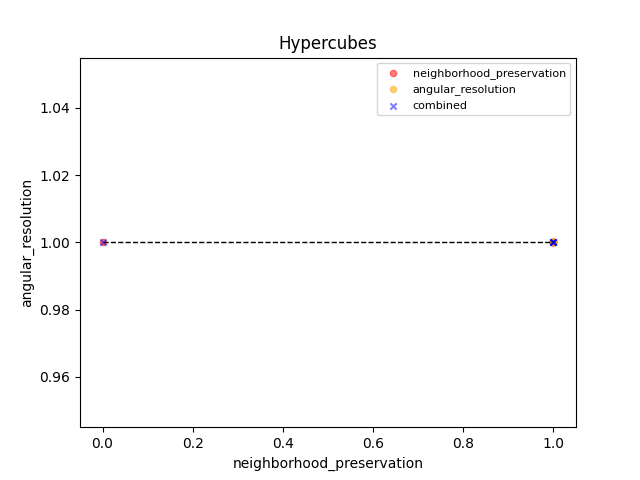 Hypercubes
neighborhood_preservation
angular_resolution
combined
1.04
1.02
1.00
0.98
0.96
angular_resolution
0.0 0.2 0.4 0.6 0.8 1.0
neighborhood_preservation